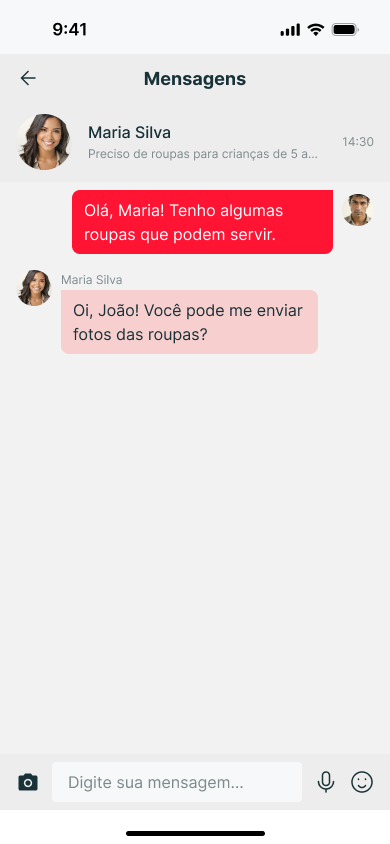 9:41
Mensagens
Maria Silva
Preciso de roupas para crianças de 5 a...
14:30
Olá, Maria! Tenho algumas
roupas que podem servir.
Maria Silva
Oi, João! Você pode me enviar
fotos das roupas?
Digite sua mensagem...